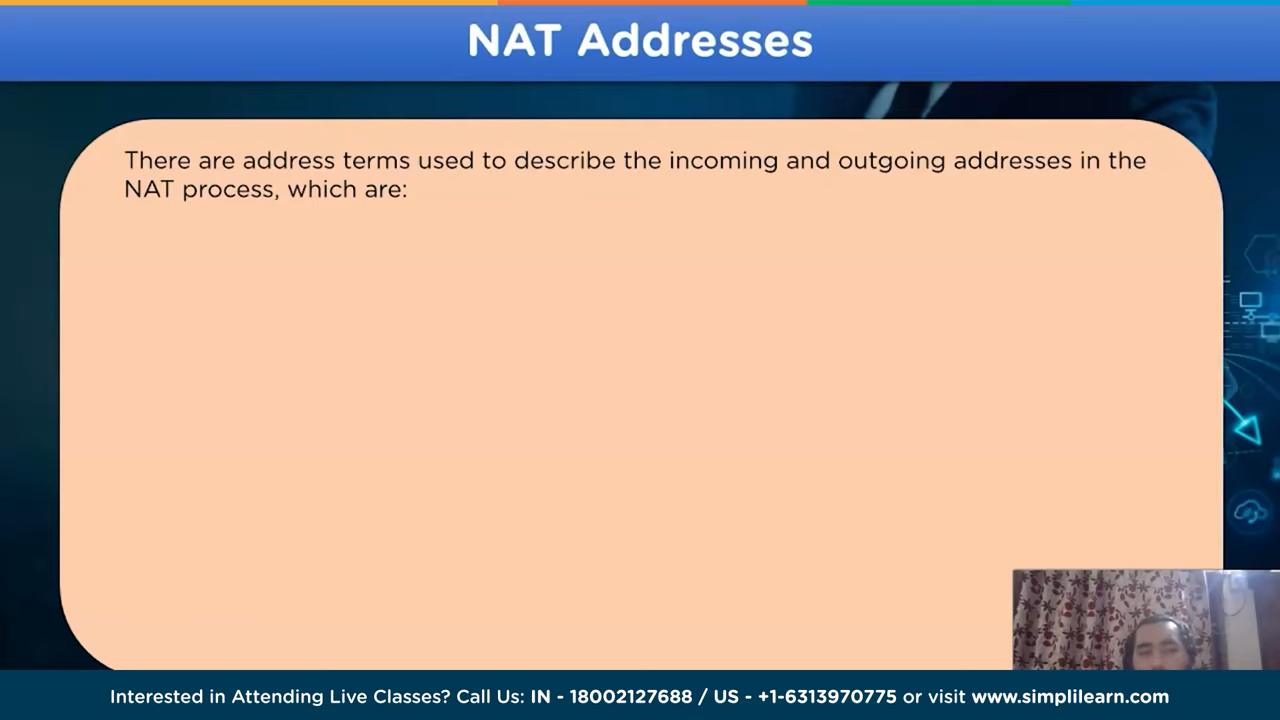 NAT Addresses
There are address terms used to describe the incoming and outgoing addresses in the
NAT process, which are:
Interested in Attending Live Classes? Call Us: IN - 18002127688 / US - +1-6313970775 or visit www.simplilearn.com